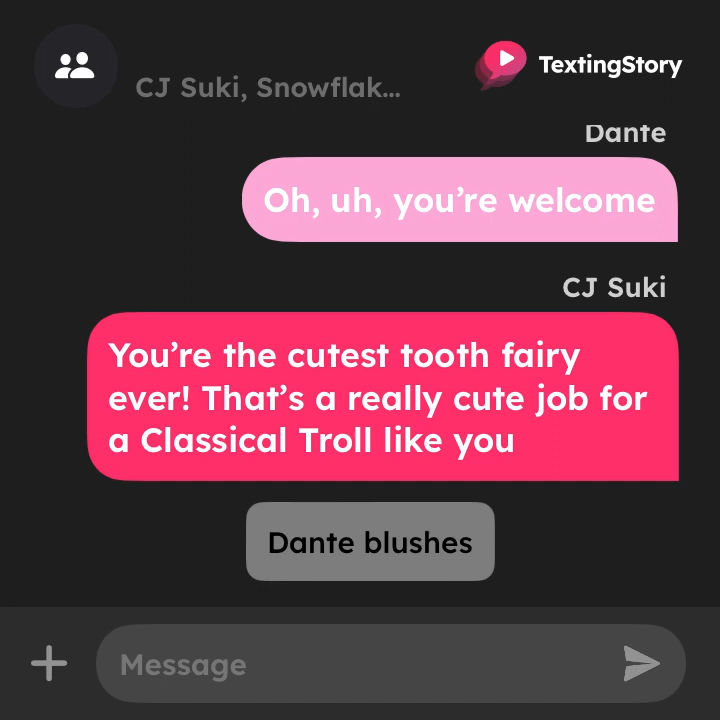 CJ Suki, Snowflak...
TextingStory
Dante
Oh, uh, you’re welcome
CJ Suki
You’re the cutest tooth fairy
ever! That’s a really cute job for
a Classical Troll like you
Dante blushes
Message